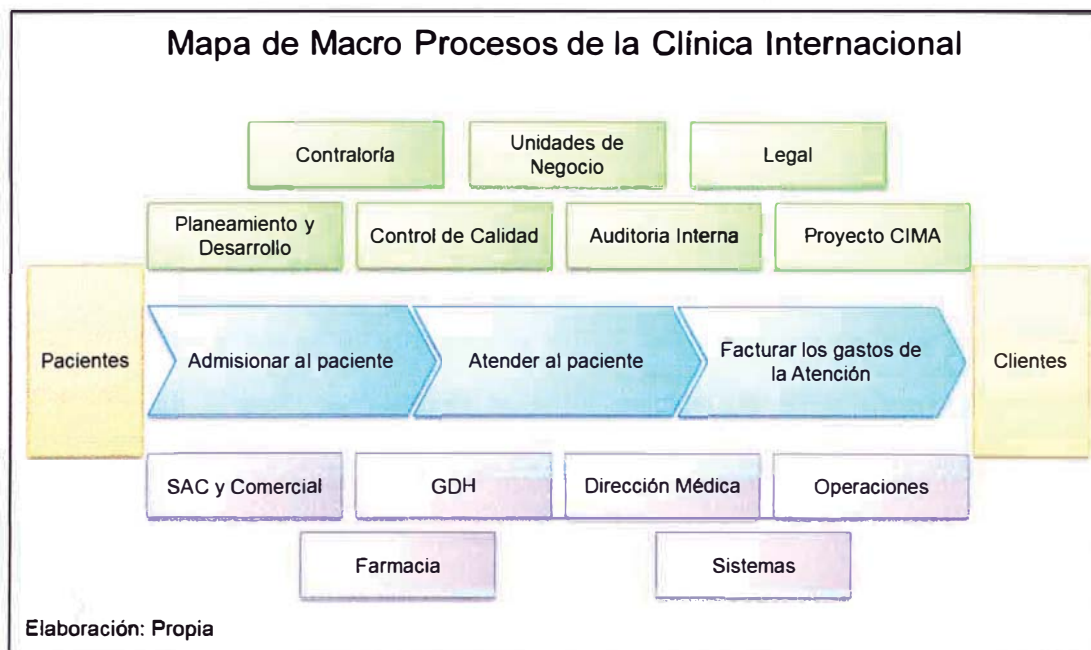 Mapa de Macro Procesos de la Clínica Internacional
Contraloría
Unidades de
Negocio
Legal
Planeamiento y
Desarrollo
Control de Calidad
Auditoria Interna
Proyecto CIMA
Pacientes
Admisionar al paciente
Atender al paciente
Facturar los gastos de
la Atención
Clientes
SAC y Comercial
GDH
Dirección Médica
Operaciones
Farmacia
Sistemas
Elaboración: Propia